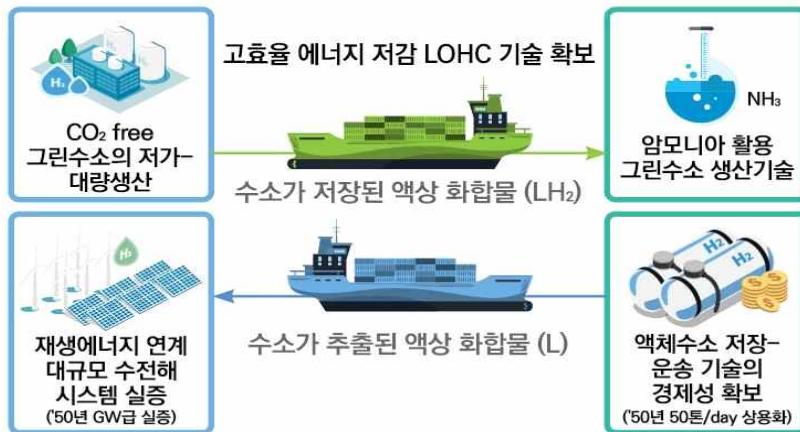 고효율 에너지 저감 LOHC 기술 확보
H₂
H₂
CO₂ free
그린수소의 저가-
대량생산
수소가 저장된 액상 화합물 (LH₂)
NH₃
암모니아 활용
그린수소 생산기술
H₂
재생에너지 연계
대규모 수전해
시스템 실증
('50년 GW급 실증)
수소가 추출된 액상 화합물 (L)
H₂
H₂
액체수소 저장-
운송 기술의
경제성 확보
('50년 50톤/day 상용화)